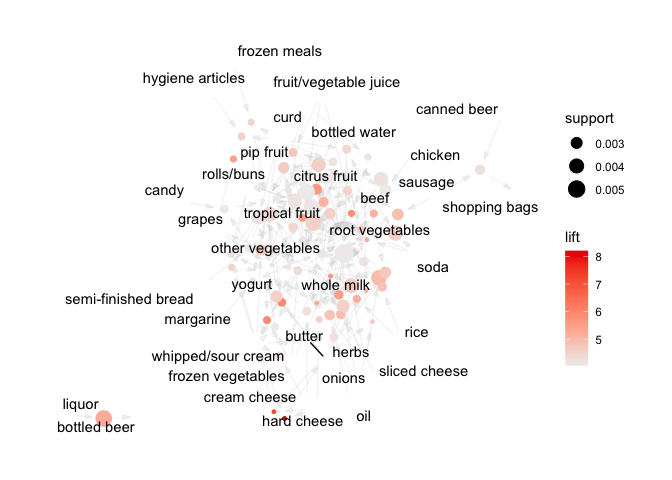 frozen meals
hygiene articles
fruit/vegetable juice
canned beer
curd
bottled water
support
0.003
0.004
0.005
pip fruit
chicken
rolls/buns
citrus fruit
sausage
candy
beef
shopping bags
grapes
tropical fruit
root vegetables
lift
other vegetables
8
7
6
5
soda
yogurt
whole milk
semi-finished bread
margarine
rice
butter
whipped/sour cream
herbs
frozen vegetables
onions
sliced cheese
cream cheese
liquor
hard cheese
oil
bottled beer